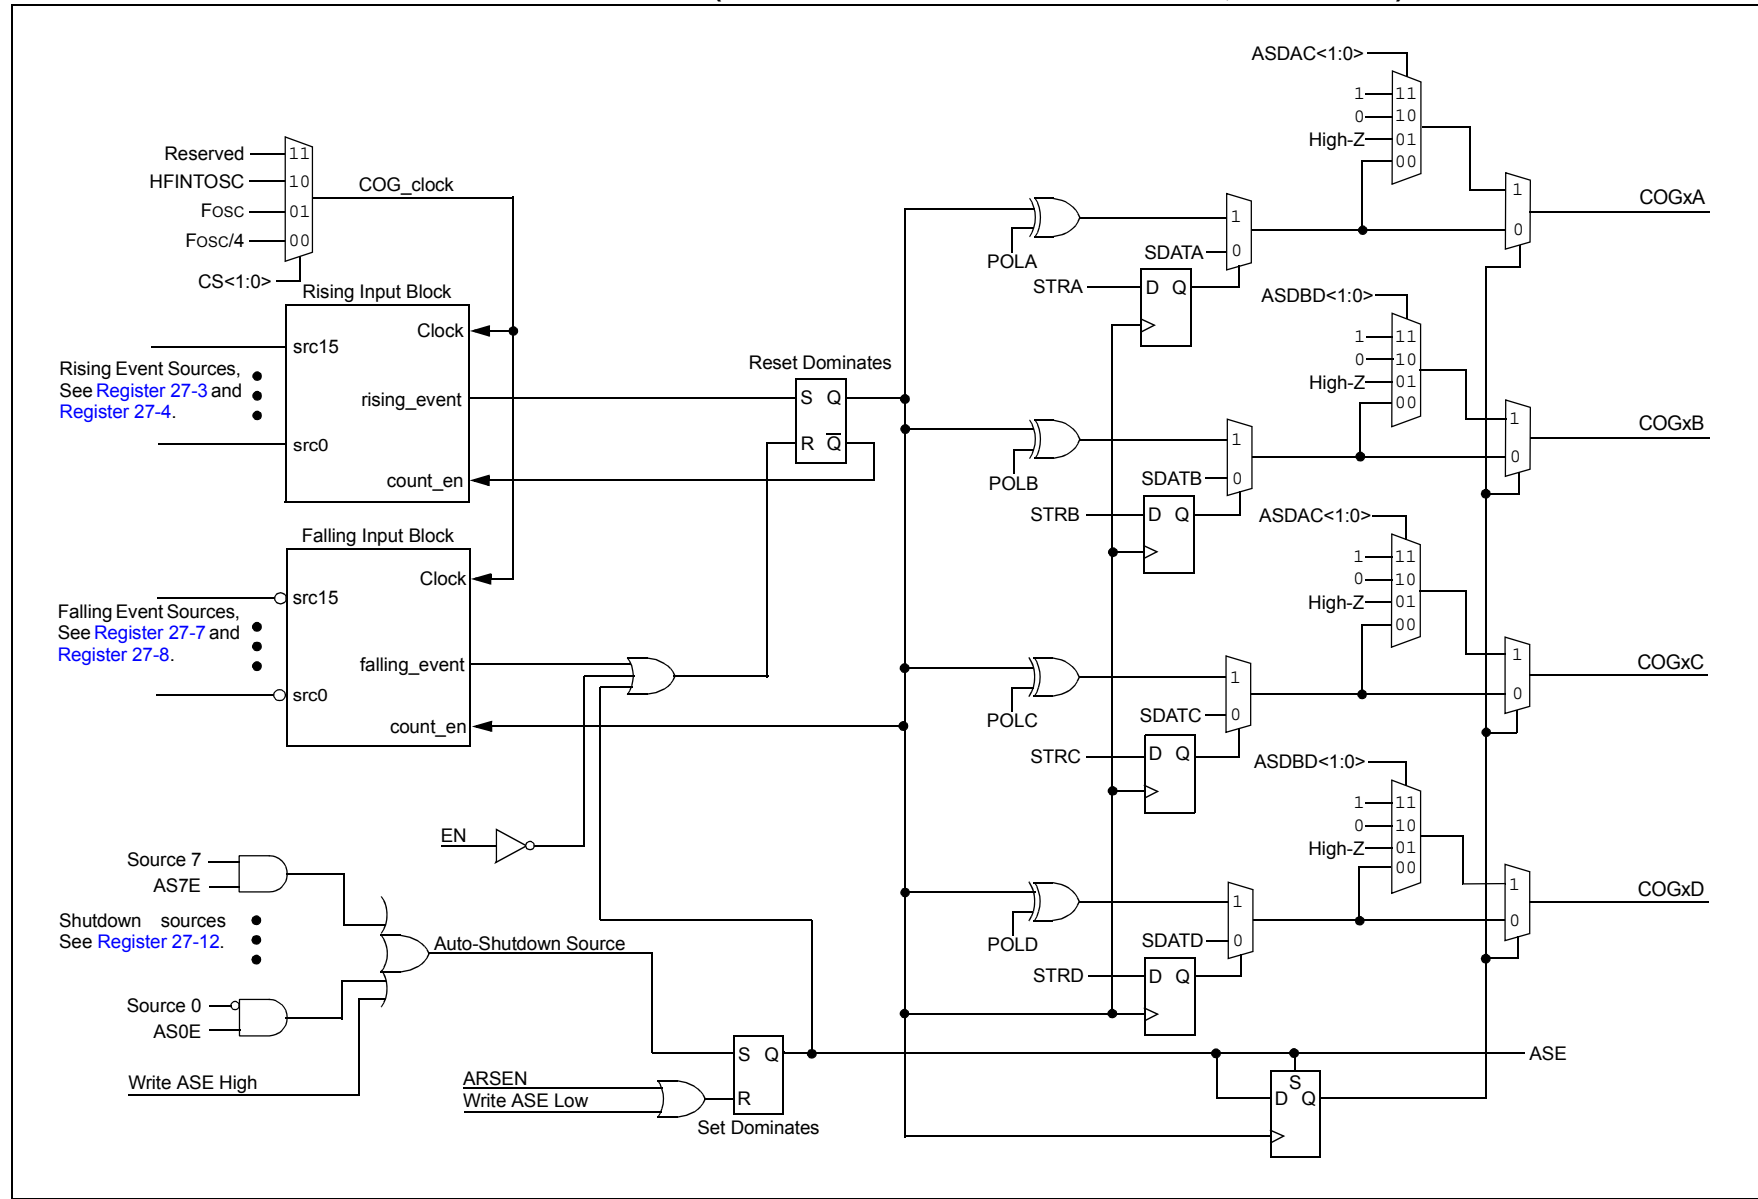 ASDAC<1:0>
1
11
0
10
High-Z
01
00
1
0
COGxA
Reserved
11
HFINTOSC
10
FOSC
01
FOSC/4
00
CS<1:0>
COG_clock
POLA
1
SDATA
0
STRA
D Q
Rising Input Block
Clock
src15
Rising Event Sources,
See Register 27-3 and
Register 27-4.
rising_event
src0
count_en
Reset Dominates
S Q
R Q
ASDBD<1:0>
1
11
0
10
High-Z
01
00
1
0
COGxB
POLB
1
SDATB
0
STRB
D Q
Falling Input Block
Clock
src15
Falling Event Sources,
See Register 27-7 and
Register 27-8.
falling_event
src0
count_en
ASDAC<1:0>
1
11
0
10
High-Z
01
00
1
0
COGxC
POLC
1
SDATC
0
STRC
D Q
EN
ASDBD<1:0>
1
11
0
10
High-Z
01
00
1
0
COGxD
POLD
1
SDATD
0
STRD
D Q
Source 7
AS7E
Shutdown sources
See Register 27-12.
Source 0
AS0E
Write ASE High
Auto-Shutdown Source
ARSEN
Write ASE Low
S Q
R
Set Dominates
ASE
S
D Q